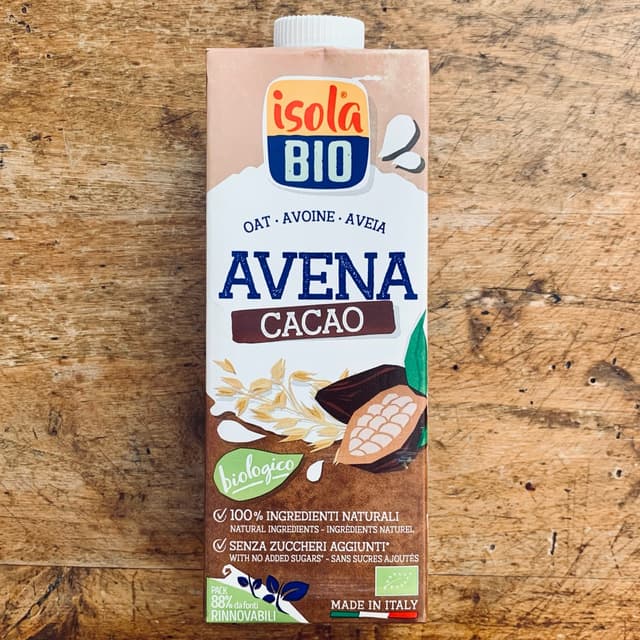 isola®
BIO
OAT · AVOINE · AVEIA
AVENA
CACAO
biologico
100% INGREDIENTI NATURALI
NATURAL INGREDIENTS - INGRÉDIENTS NATUREL
SENZA ZUCCHERI AGGIUNTI*
WITH NO ADDED SUGARS* - SANS SUCRES AJOUTÉS
PACK
88% da fonti
RINNOVABILI
MADE IN ITALY